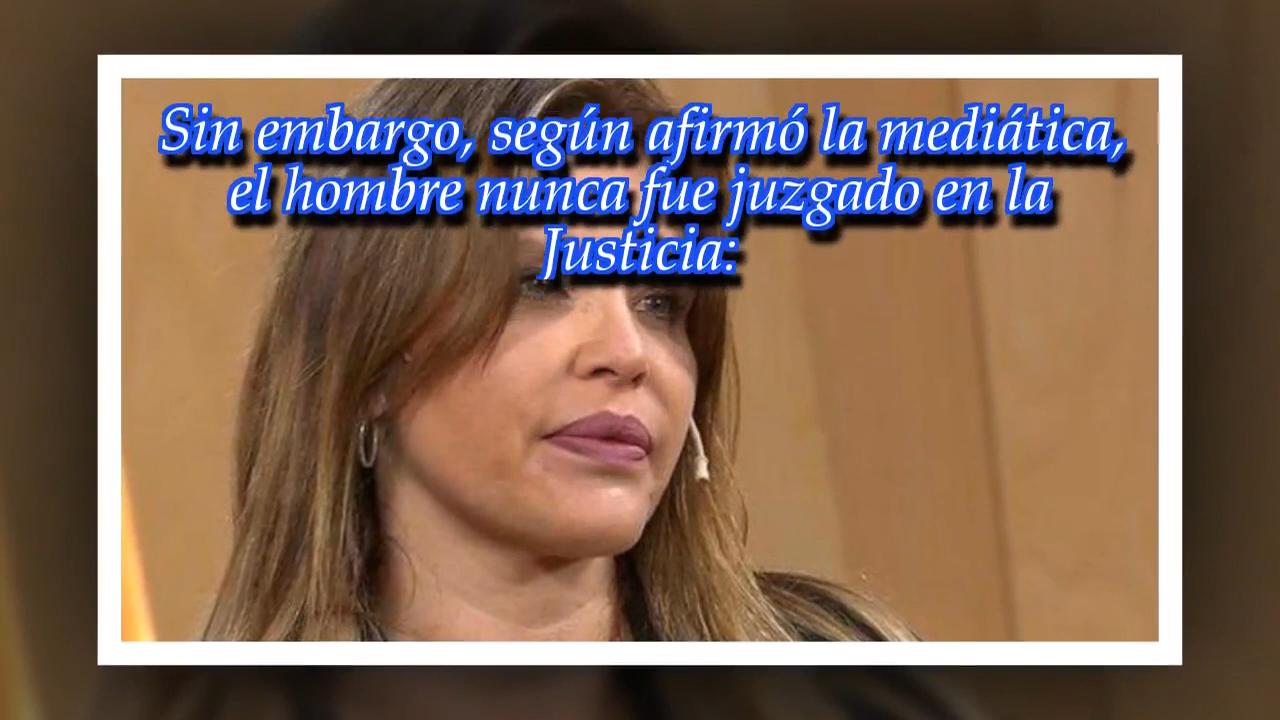 Sin embargo, según afirmó la mediática,
el hombre nunca fue juzgado en la
Justicia: